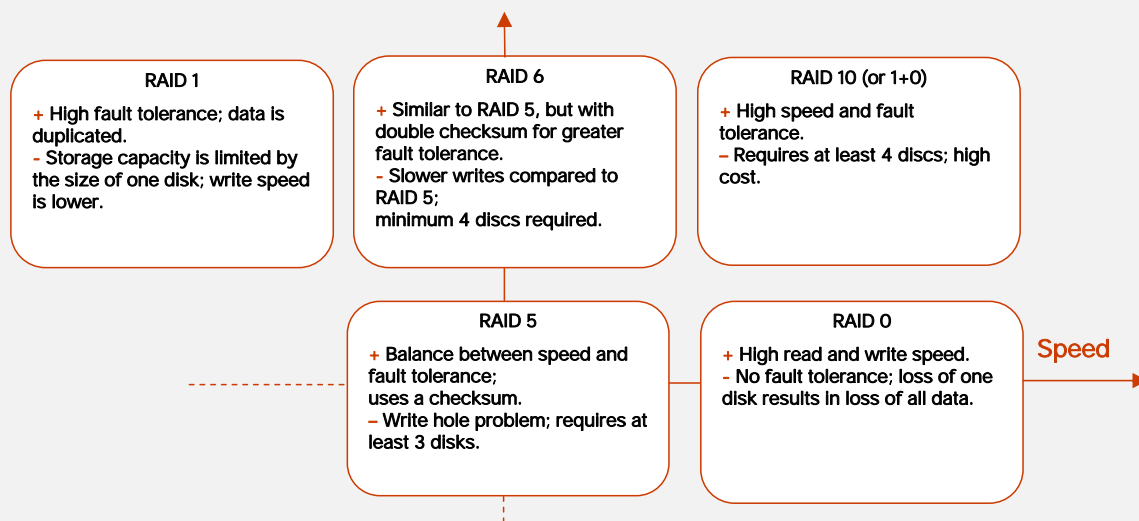 RAID 1
+ High fault tolerance; data is
duplicated.
- Storage capacity is limited by
the size of one disk; write speed
is lower.
RAID 6
+ Similar to RAID 5, but with
double checksum for greater
fault tolerance.
- Slower writes compared to
RAID 5;
minimum 4 discs required.
RAID 10 (or 1+0)
+ High speed and fault
tolerance.
– Requires at least 4 discs; high
cost.
RAID 5
+ Balance between speed and
fault tolerance;
uses a checksum.
– Write hole problem; requires at
least 3 disks.
RAID 0
+ High read and write speed.
- No fault tolerance; loss of one
disk results in loss of all data.
Speed